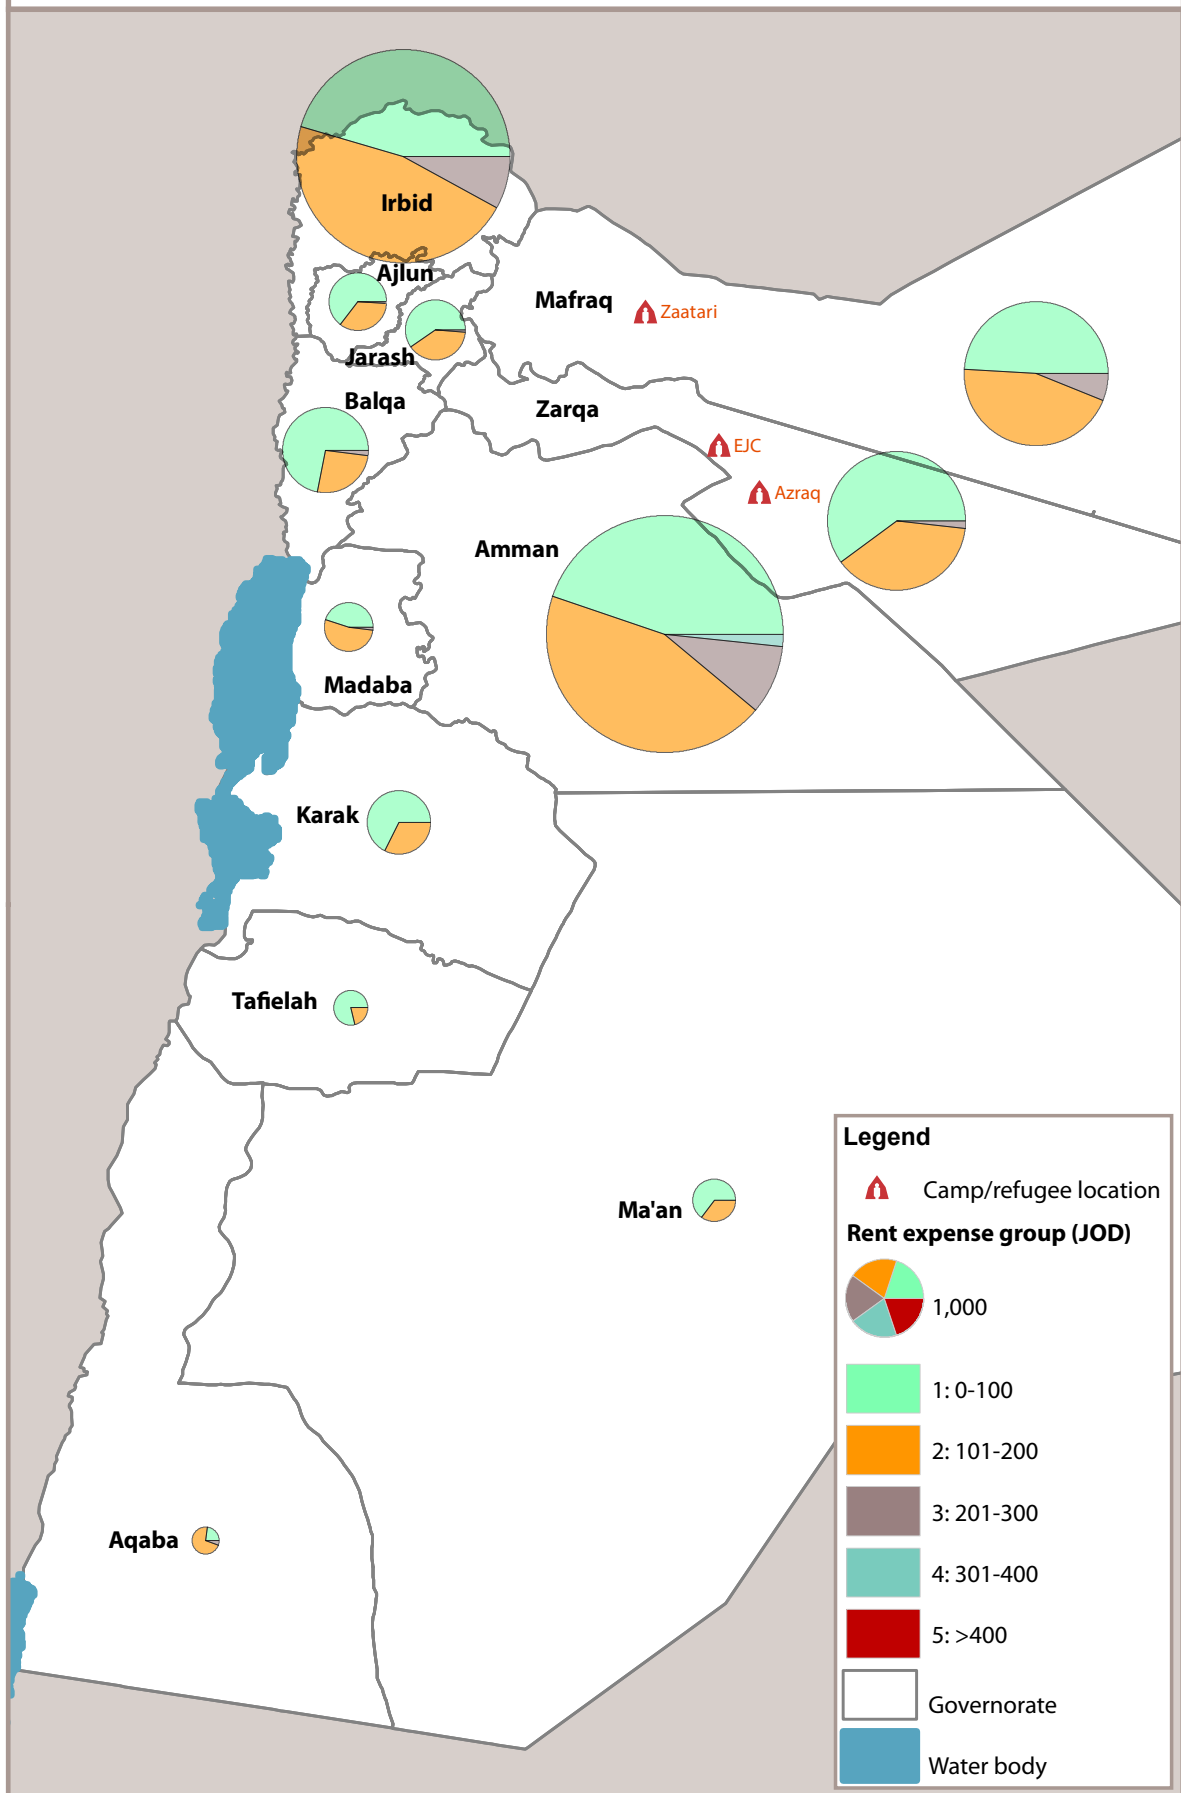 Irbid
Ajlun
Mafraq
Zaatari
Jarash
Balqa
Zarqa
EJC
Azraq
Amman
Madaba
Karak
Tafielah
Ma'an
Aqaba
Legend
Camp/refugee location
Rent expense group (JOD)
1,000
1: 0-100
2: 101-200
3: 201-300
4: 301-400
5: >400
Governorate
Water body